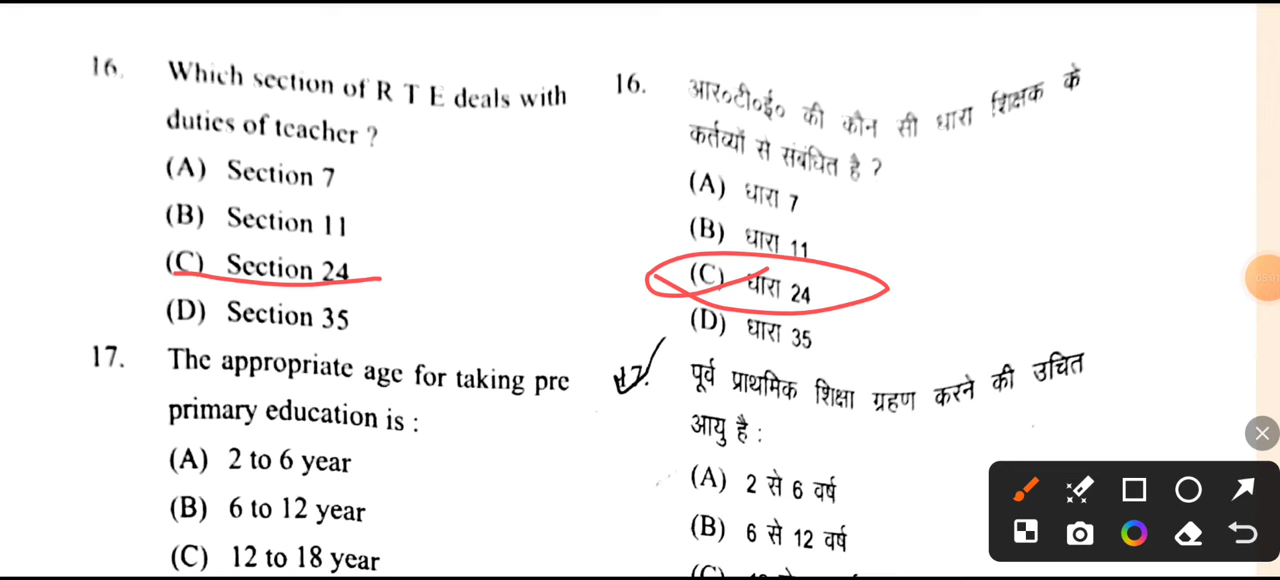 16. Which section of R T E deals with
duties of teacher ?
(A) Section 7
(B) Section 11
(C) Section 24
(D) Section 35
17. The appropriate age for taking pre
primary education is :
(A) 2 to 6 year
(B) 6 to 12 year
(C) 12 to 18 year
16. आर०टी०ई० की कौन सी धारा शिक्षक के
कर्तव्यों से संबंधित है ?
(A) धारा 7
(B) धारा 11
(C) धारा 24
(D) धारा 35
17. पूर्व प्राथमिक शिक्षा ग्रहण करने की उचित
आयु है :
(A) 2 से 6 वर्ष
(B) 6 से 12 वर्ष